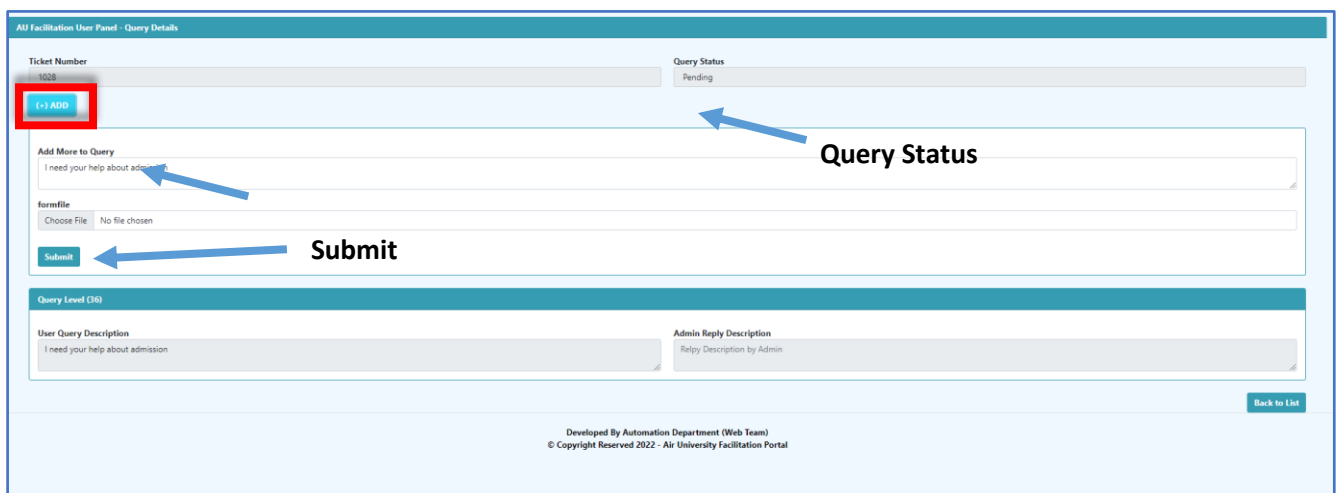 AU Facilitation User Panel - Query Details
Ticket Number
Query Status
1028
Pending
(+) ADD
Query Status
Add More to Query
I need your help about admission
formfile
Choose File No file chosen
Submit
Submit
Query Level (36)
User Query Description
Admin Reply Description
I need your help about admission
Relpy Description by Admin
Back to List
Developed By Automation Department (Web Team)
© Copyright Reserved 2022 - Air University Facilitation Portal